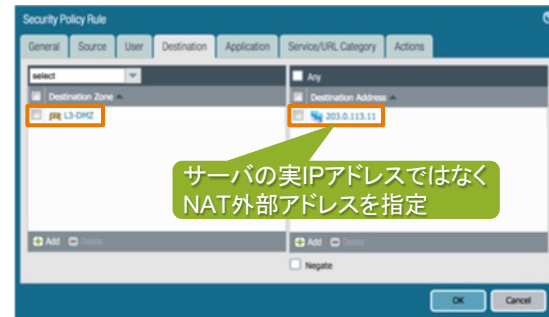 Security Policy Rule
General Source User Destination Application Service/URL Category Actions
select
Any
Destination Zone
Destination Address
L3-DMZ
203.0.113.11
サーバの実IPアドレスではなく
NAT外部アドレスを指定
Add Delete
Add Delete
Negate
OK Cancel